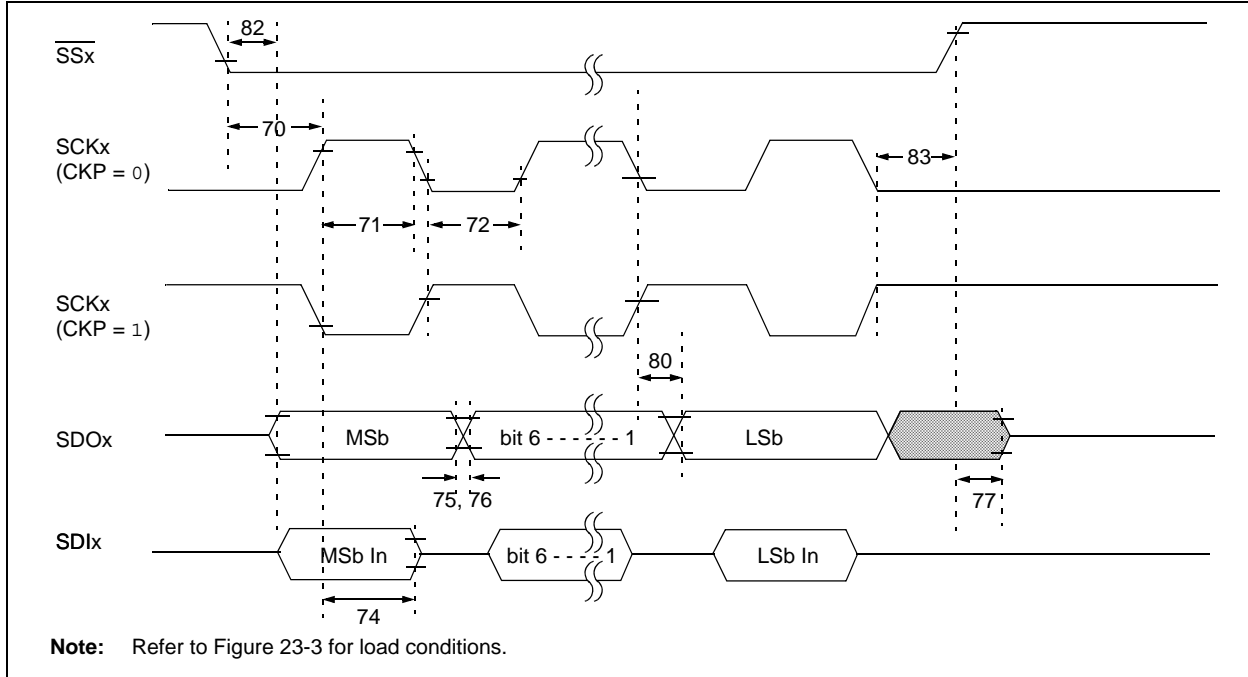 82
SSx
70
SCKx
(CKP = 0)
83
71
72
SCKx
(CKP = 1)
80
SDOx
MSb
bit 6 - - - - - - 1
LSb
75, 76
77
SDIx
MSb In
bit 6 - - - - 1
LSb In
74
Note: Refer to Figure 23-3 for load conditions.